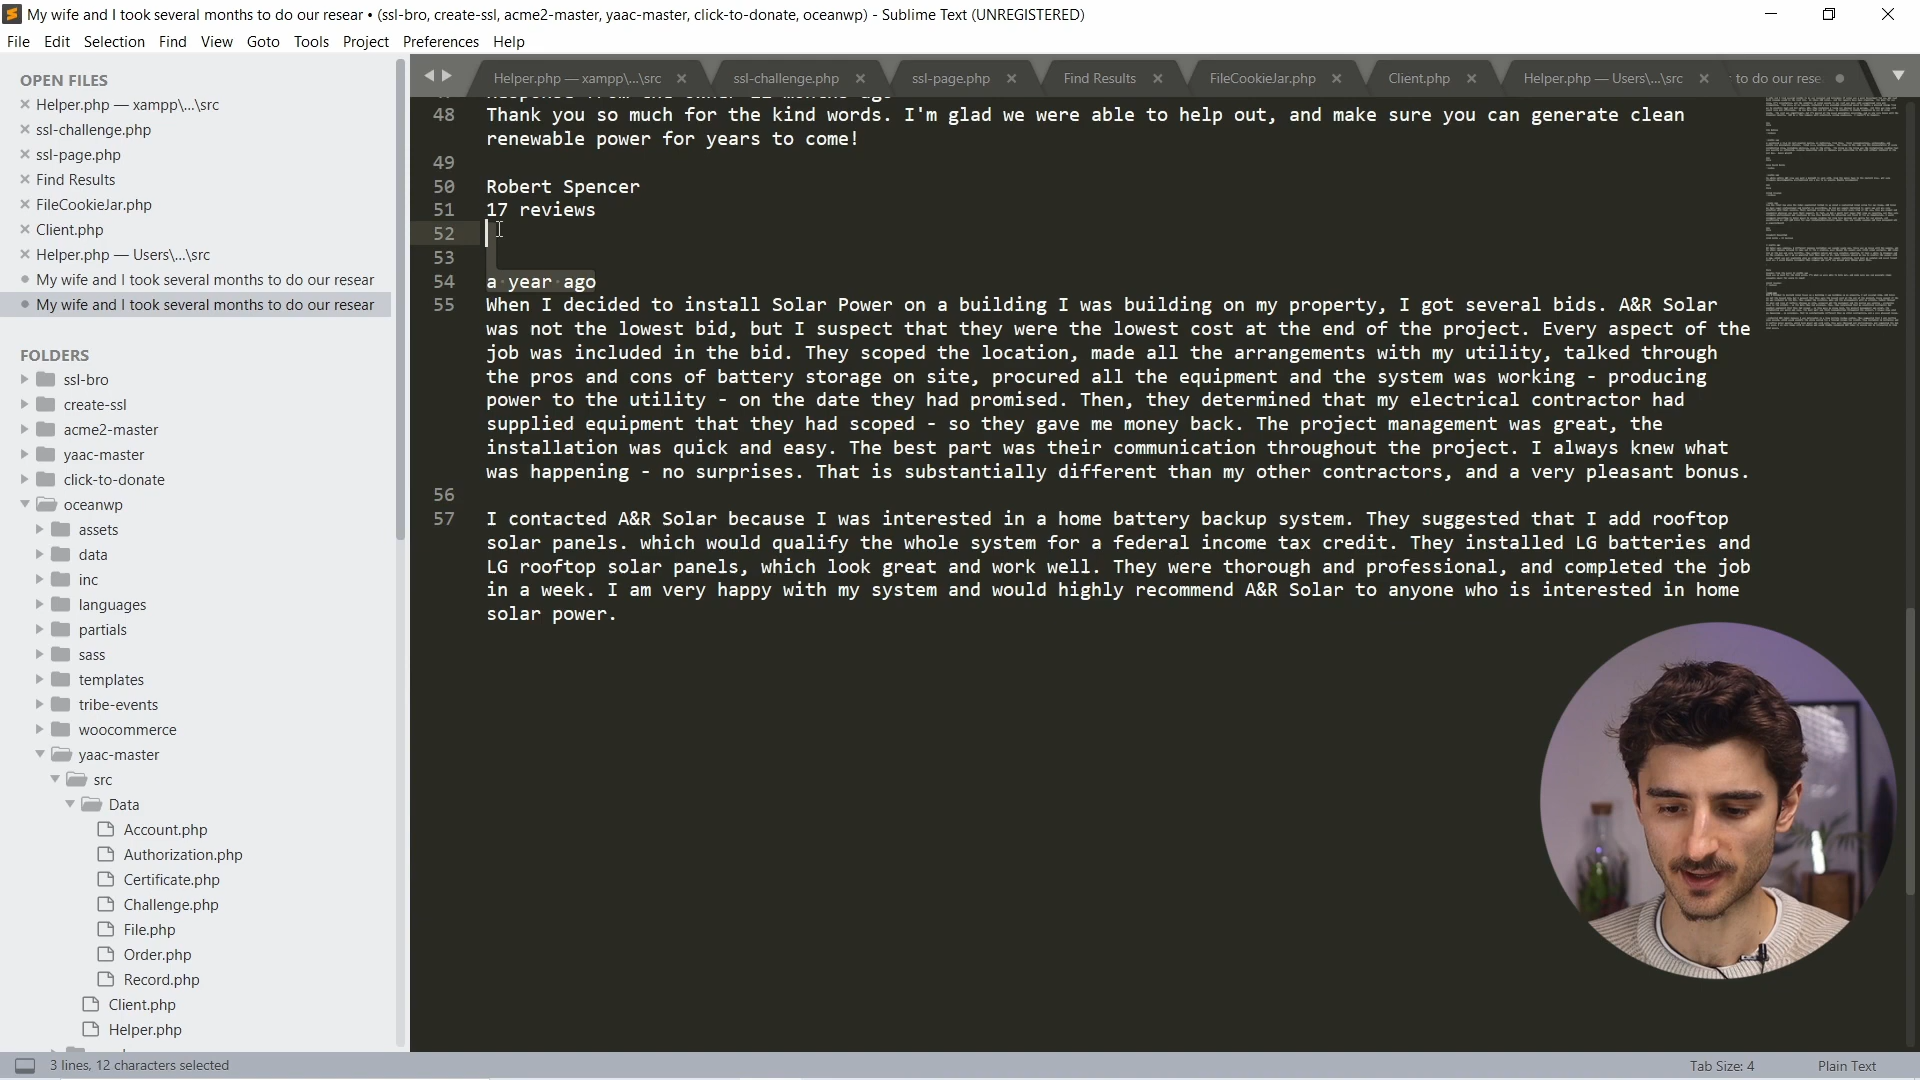 My wife and I took several months to do our resear • (ssl-bro, create-ssl, acme2-master, yaac-master, click-to-donate, oceanwp) - Sublime Text (UNREGISTERED)
File Edit Selection Find View Goto Tools Project Preferences Help
OPEN FILES
Helper.php — xampp\...\src
ssl-challenge.php
ssl-page.php
Find Results
FileCookieJar.php
Client.php
Helper.php — Users\...\src
My wife and I took several months to do our resear
My wife and I took several months to do our resear
FOLDERS
ssl-bro
create-ssl
acme2-master
yaac-master
click-to-donate
oceanwp
assets
data
inc
languages
partials
sass
templates
tribe-events
woocommerce
yaac-master
src
Data
Account.php
Authorization.php
Certificate.php
Challenge.php
File.php
Order.php
Record.php
Client.php
Helper.php
Helper.php — xampp\...\src ssl-challenge.php ssl-page.php Find Results FileCookieJar.php Client.php Helper.php — Users\...\src to do our rese
48 Thank you so much for the kind words. I'm glad we were able to help out, and make sure you can generate clean
renewable power for years to come!
49
50 Robert Spencer
51 17 reviews
52
53
54 a year ago
55 When I decided to install Solar Power on a building I was building on my property, I got several bids. A&R Solar
was not the lowest bid, but I suspect that they were the lowest cost at the end of the project. Every aspect of the
job was included in the bid. They scoped the location, made all the arrangements with my utility, talked through
the pros and cons of battery storage on site, procured all the equipment and the system was working - producing
power to the utility - on the date they had promised. Then, they determined that my electrical contractor had
supplied equipment that they had scoped - so they gave me money back. The project management was great, the
installation was quick and easy. The best part was their communication throughout the project. I always knew what
was happening - no surprises. That is substantially different than my other contractors, and a very pleasant bonus.
56
57 I contacted A&R Solar because I was interested in a home battery backup system. They suggested that I add rooftop
solar panels. which would qualify the whole system for a federal income tax credit. They installed LG batteries and
LG rooftop solar panels, which look great and work well. They were thorough and professional, and completed the job
in a week. I am very happy with my system and would highly recommend A&R Solar to anyone who is interested in home
solar power.
3 lines, 12 characters selected
Tab Size: 4 Plain Text